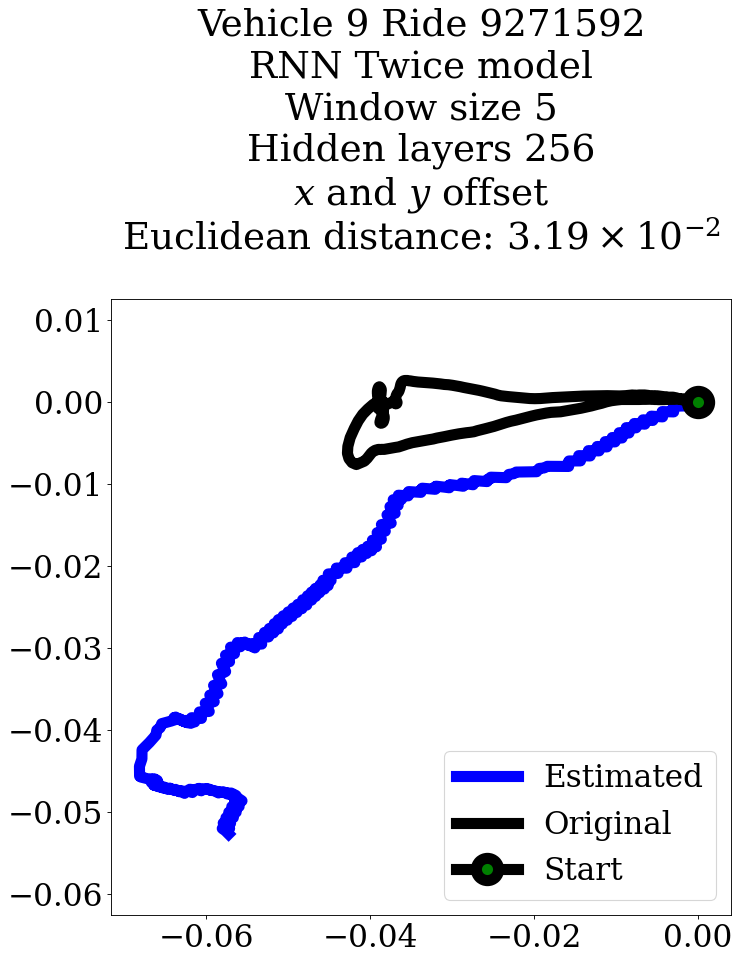 Vehicle 9 Ride 9271592
RNN Twice model
Window size 5
Hidden layers 256
x and y offset
Euclidean distance: 3.19 × 10⁻²
0.01
0.00
−0.01
−0.02
−0.03
−0.04
−0.05
−0.06
Estimated
Original
Start
−0.06 −0.04 −0.02 0.00